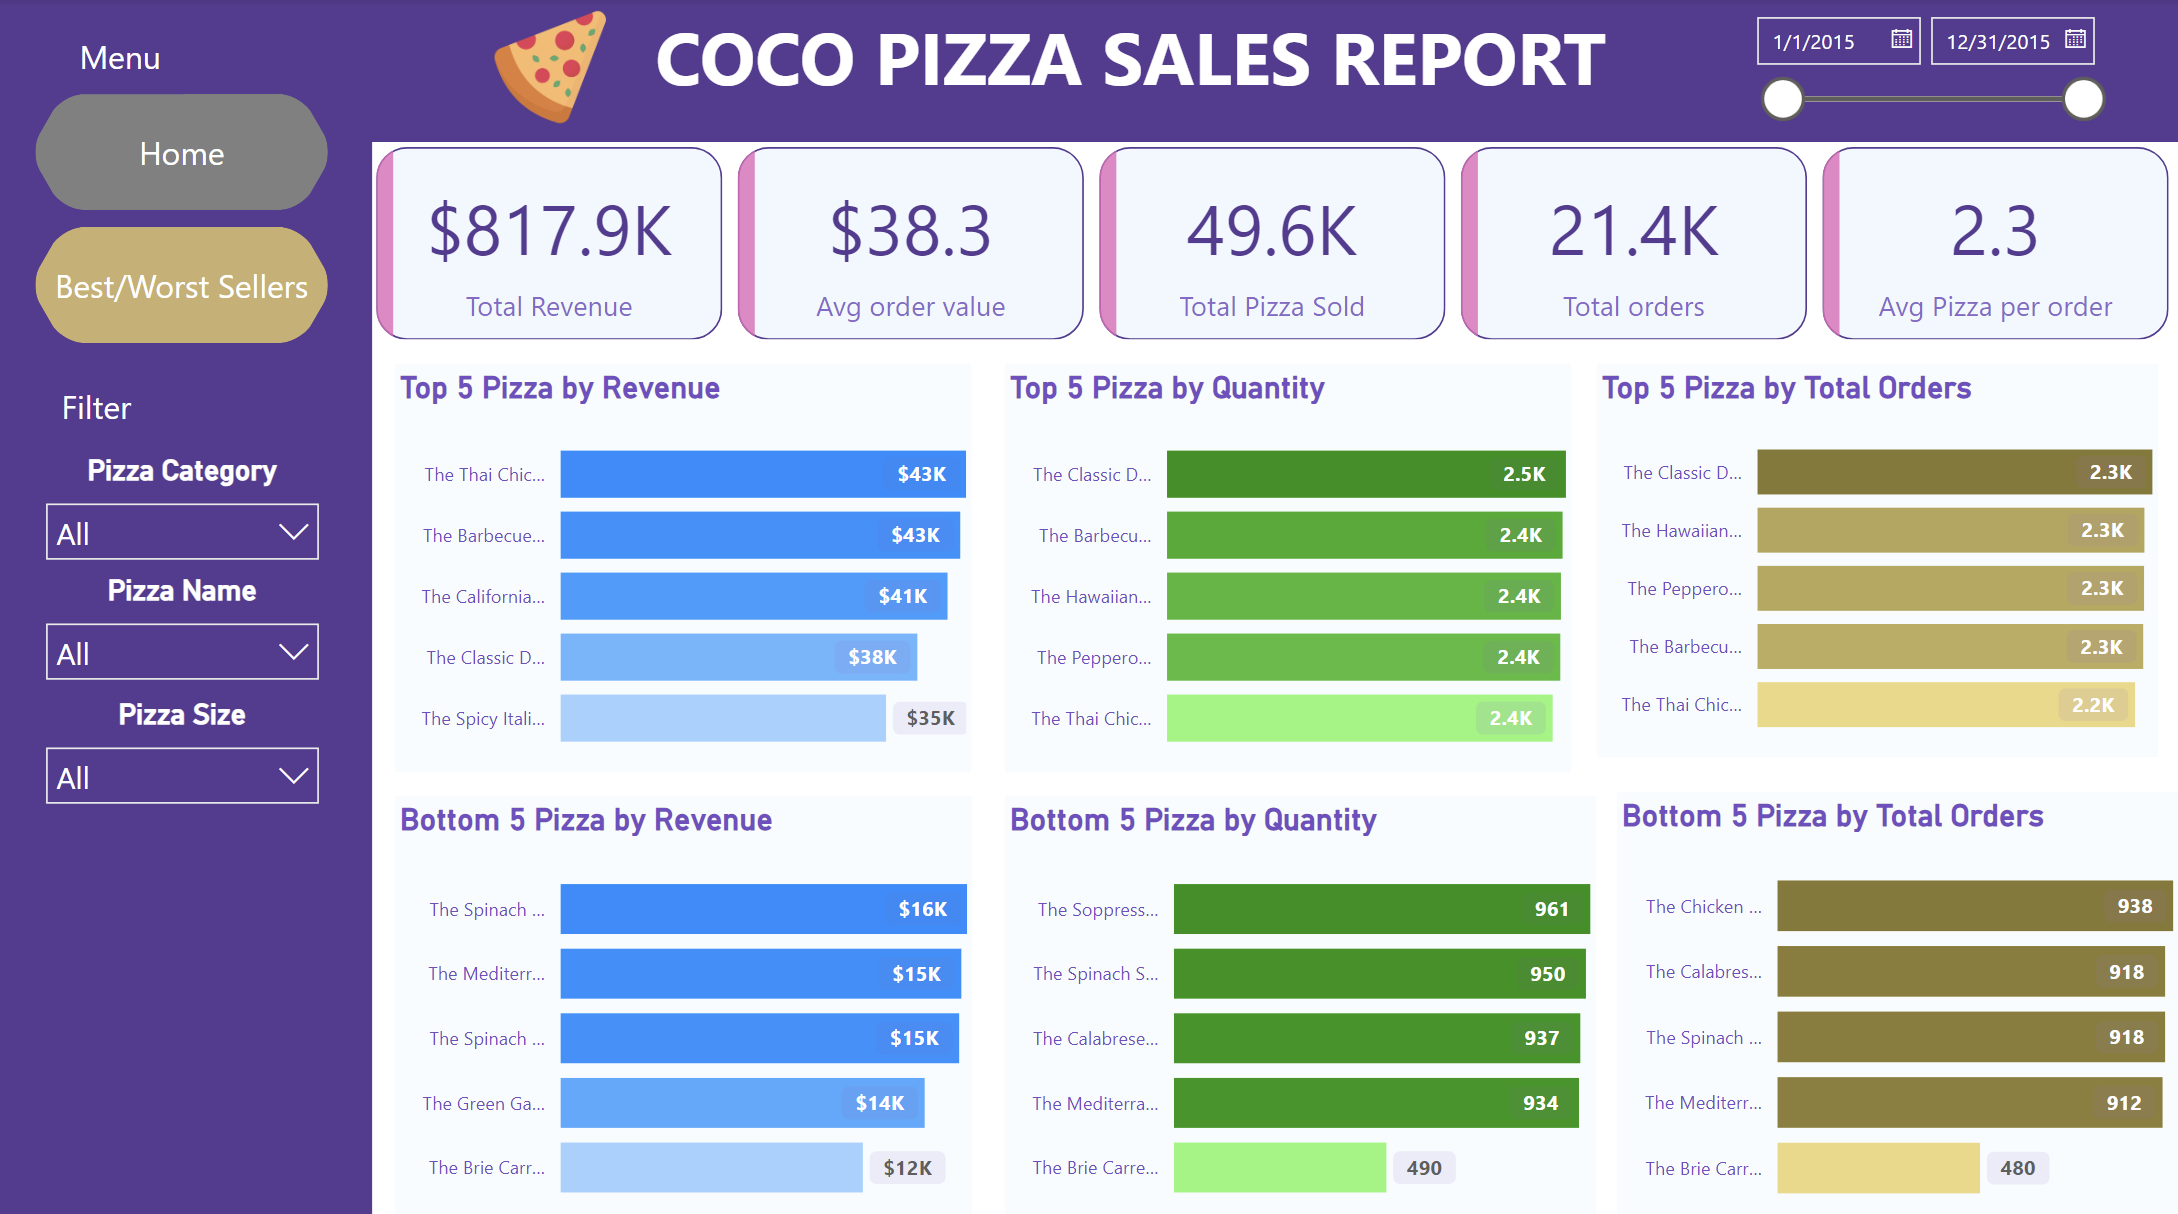 Menu
Home
Best/Worst Sellers
Filter
Pizza Category
All
Pizza Name
All
Pizza Size
All
COCO PIZZA SALES REPORT
1/1/2015
12/31/2015
$817.9K
Total Revenue
$38.3
Avg order value
49.6K
Total Pizza Sold
21.4K
Total orders
2.3
Avg Pizza per order
Top 5 Pizza by Revenue
The Thai Chic... $43K
The Barbecue... $43K
The California... $41K
The Classic D... $38K
The Spicy Itali... $35K
Top 5 Pizza by Quantity
The Classic D... 2.5K
The Barbecu... 2.4K
The Hawaiian... 2.4K
The Peppero... 2.4K
The Thai Chic... 2.4K
Top 5 Pizza by Total Orders
The Classic D... 2.3K
The Hawaiian... 2.3K
The Peppero... 2.3K
The Barbecu... 2.3K
The Thai Chic... 2.2K
Bottom 5 Pizza by Revenue
The Spinach ... $16K
The Mediterr... $15K
The Spinach ... $15K
The Green Ga... $14K
The Brie Carr... $12K
Bottom 5 Pizza by Quantity
The Soppress... 961
The Spinach S... 950
The Calabrese... 937
The Mediterra... 934
The Brie Carre... 490
Bottom 5 Pizza by Total Orders
The Chicken ... 938
The Calabres... 918
The Spinach ... 918
The Mediterr... 912
The Brie Carr... 480